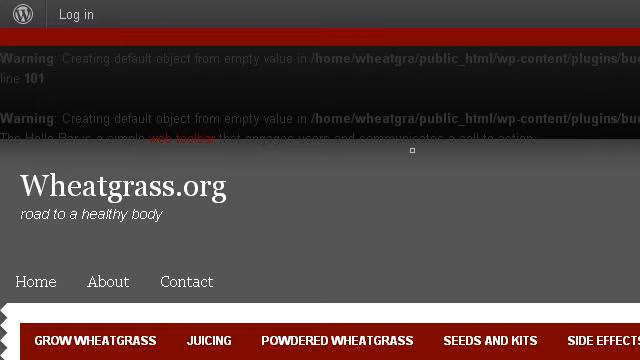 Log in
Warning: Creating default object from empty value in /home/wheatgra/public_html/wp-content/plugins/bu
line 101
Warning: Creating default object from empty value in /home/wheatgra/public_html/wp-content/plugins/bu
The Hello Bar is a simple web toolbar that engages users and communicates a call to action.
Wheatgrass.org
road to a healthy body
Home About Contact
GROW WHEATGRASS JUICING POWDERED WHEATGRASS SEEDS AND KITS SIDE EFFECTS